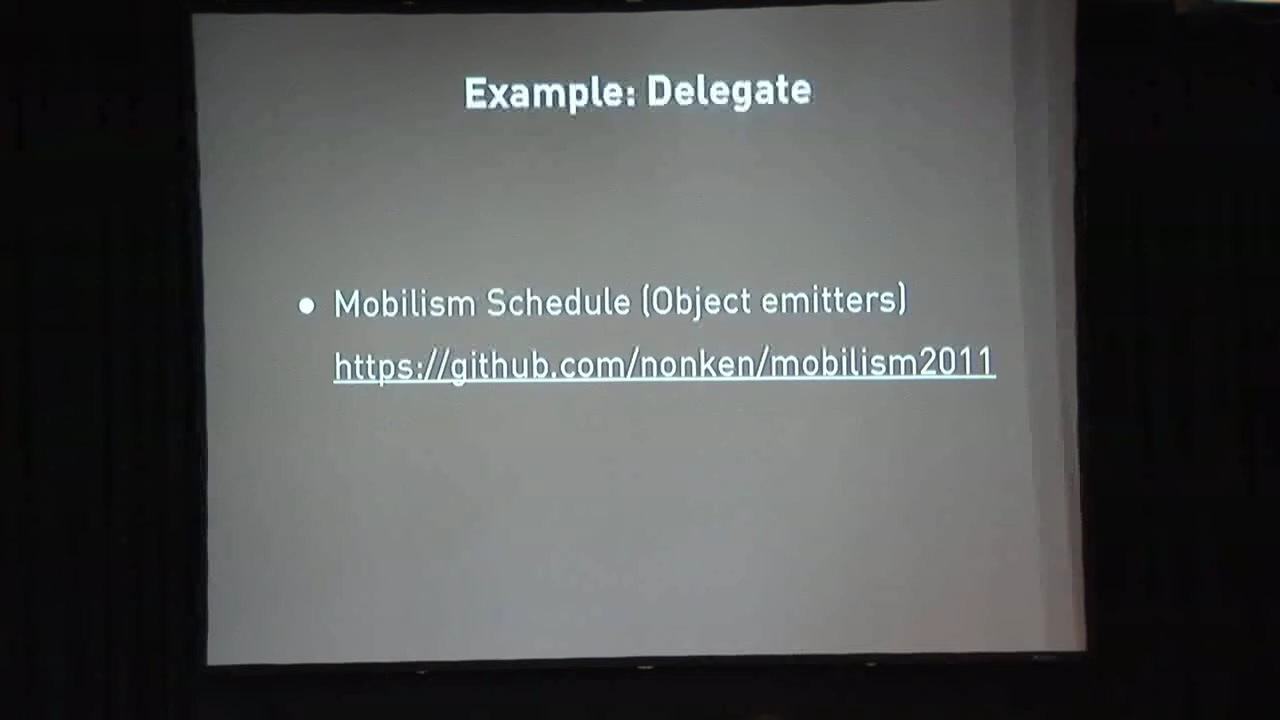 Example: Delegate
● Mobilism Schedule (Object emitters)
https://github.com/nonken/mobilism2011